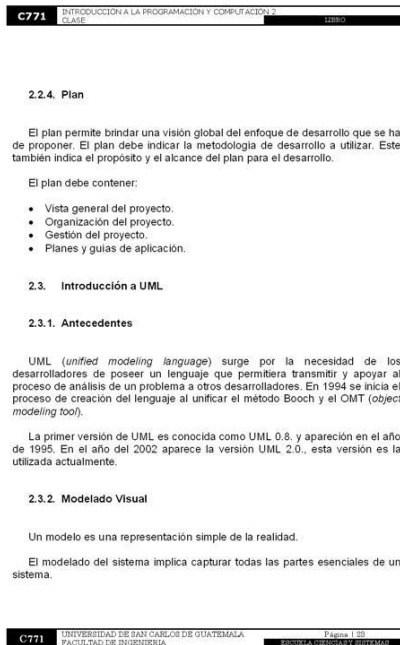 C771
INTRODUCCIÓN A LA PROGRAMACIÓN Y COMPUTACIÓN 2
CLASE
LIBRO
2.2.4. Plan
El plan permite brindar una visión global del enfoque de desarrollo que se ha
de proponer. El plan debe indicar la metodología de desarrollo a utilizar. Este
también indica el propósito y el alcance del plan para el desarrollo.
El plan debe contener:
• Vista general del proyecto.
• Organización del proyecto.
• Gestión del proyecto.
• Planes y guías de aplicación.
2.3. Introducción a UML
2.3.1. Antecedentes
UML (unified modeling language) surge por la necesidad de los
desarrolladores de poseer un lenguaje que permitiera transmitir y apoyar al
proceso de análisis de un problema a otros desarrolladores. En 1994 se inicia el
proceso de creación del lenguaje al unificar el método Booch y el OMT (object
modeling tool).
La primer versión de UML es conocida como UML 0.8. y apareción en el año
de 1995. En el año del 2002 aparece la versión UML 2.0., esta versión es la
utilizada actualmente.
2.3.2. Modelado Visual
Un modelo es una representación simple de la realidad.
El modelado del sistema implica capturar todas las partes esenciales de un
sistema.
C771
UNIVERSIDAD DE SAN CARLOS DE GUATEMALA
FACULTAD DE INGENIERIA
Página | 23
ESCUELA CIENCIAS Y SISTEMAS